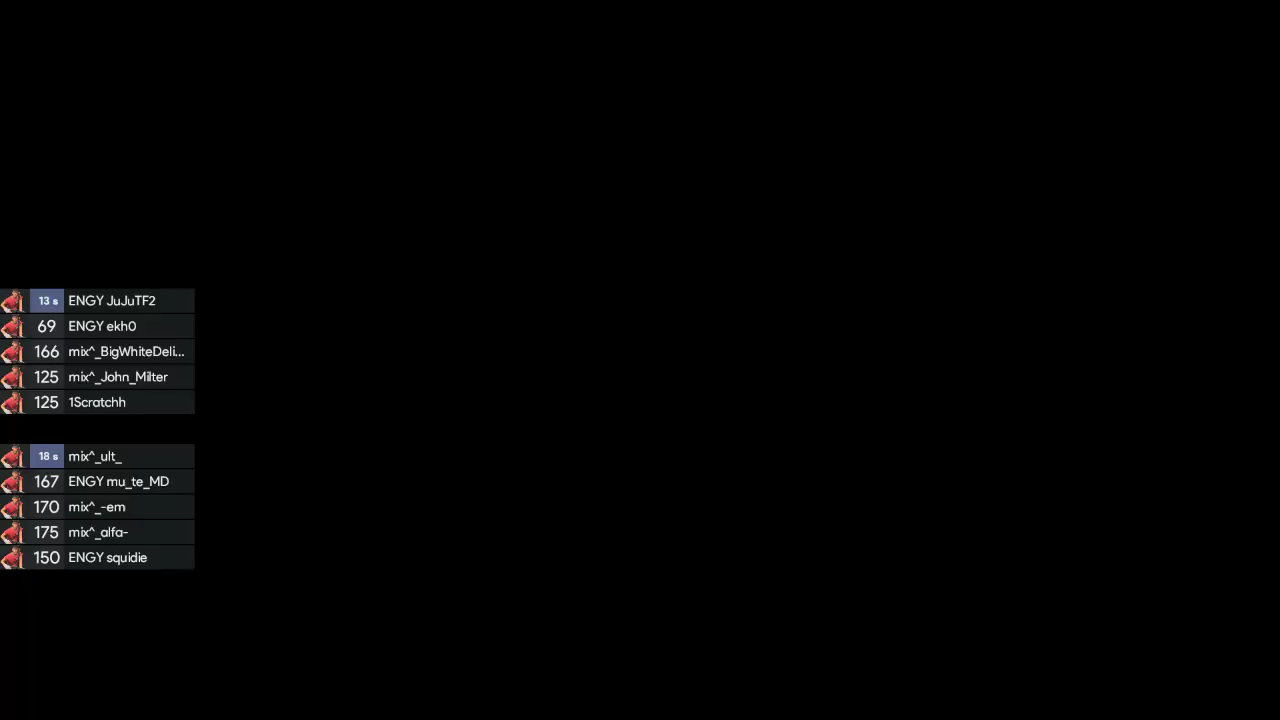 13 s ENGY JuJuTF2
69 ENGY ekh0
166 mix^_BigWhiteDeli...
125 mix^_John_Milter
125 1Scratchh
18 s mix^_ult_
167 ENGY mu_te_MD
170 mix^_-em
175 mix^_alfa-
150 ENGY squidie